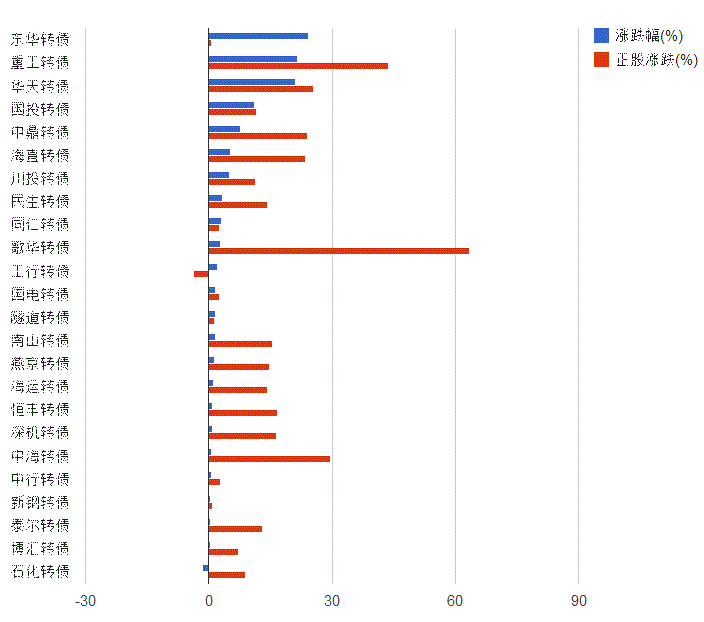 涨跌幅(%)
正股涨跌(%)
东华转债
重工转债
华天转债
国投转债
中鼎转债
海直转债
川投转债
民生转债
同仁转债
歌华转债
工行转债
国电转债
隧道转债
南山转债
燕京转债
海运转债
恒丰转债
深机转债
中海转债
中行转债
新钢转债
泰尔转债
博汇转债
石化转债
-30 0 30 60 90